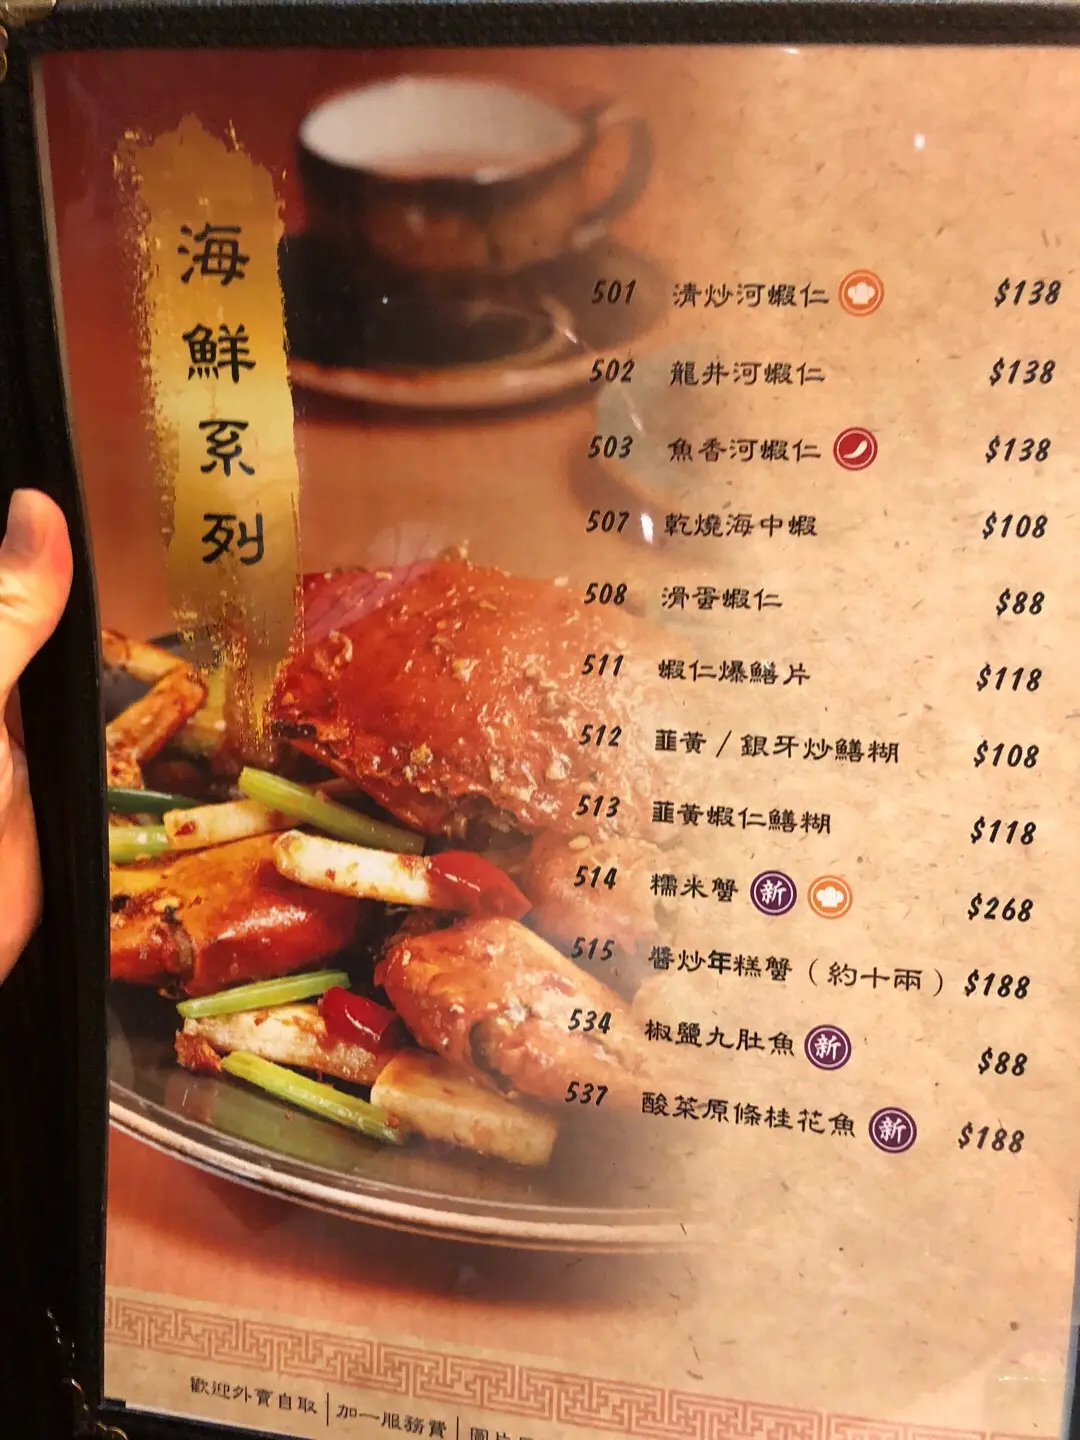 海鮮系列
501 清炒河蝦仁 $138
502 龍井河蝦仁 $138
503 魚香河蝦仁 $138
507 乾燒海中蝦 $108
508 滑蛋蝦仁 $88
511 蝦仁爆鱔片 $118
512 韮黃 / 銀牙炒鱔糊 $108
513 韮黃蝦仁鱔糊 $118
514 糯米蟹 新 $268
515 醬炒年糕蟹 ( 約十兩 ) $188
534 椒鹽九肚魚 新 $88
537 酸菜原條桂花魚 新 $188
歡迎外賣自取 | 加一服務費 | 圖片